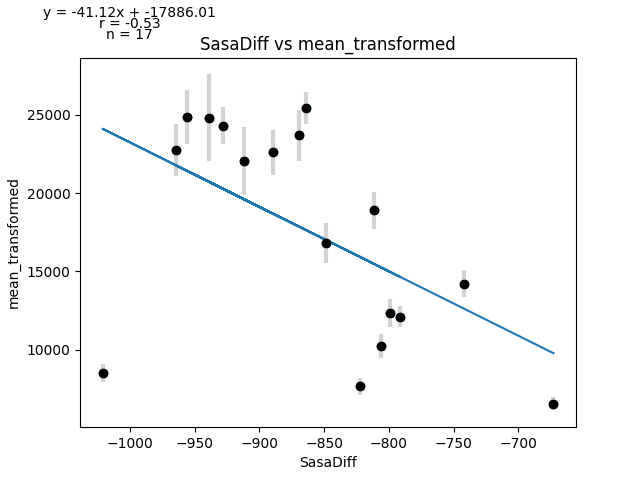 y = -41.12x + -17886.01
r = -0.53
n = 17
SasaDiff vs mean_transformed
25000
20000
15000
10000
mean_transformed
−1000
−950
−900
−850
−800
−750
−700
SasaDiff